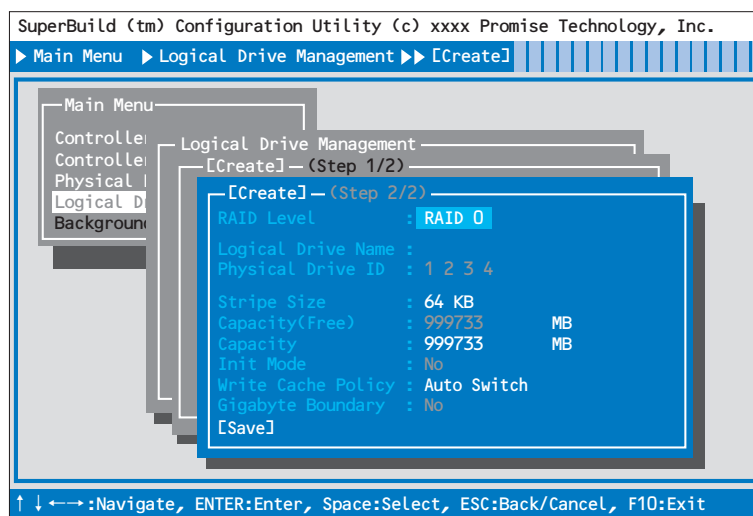 SuperBuild (tm) Configuration Utility (c) xxxx Promise Technology, Inc.
Main Menu Logical Drive Management [Create]
Main Menu
Controller
Controller
Physical
Logical D
Background
Logical Drive Management
[Create] (Step 1/2)
[Create] (Step 2/2)
RAID Level : RAID 0
Logical Drive Name :
Physical Drive ID : 1 2 3 4
Stripe Size : 64 KB
Capacity(Free) : 999733 MB
Capacity : 999733 MB
Init Mode : No
Write Cache Policy : Auto Switch
Gigabyte Boundary : No
[Save]
↑↓←→:Navigate, ENTER:Enter, Space:Select, ESC:Back/Cancel, F10:Exit